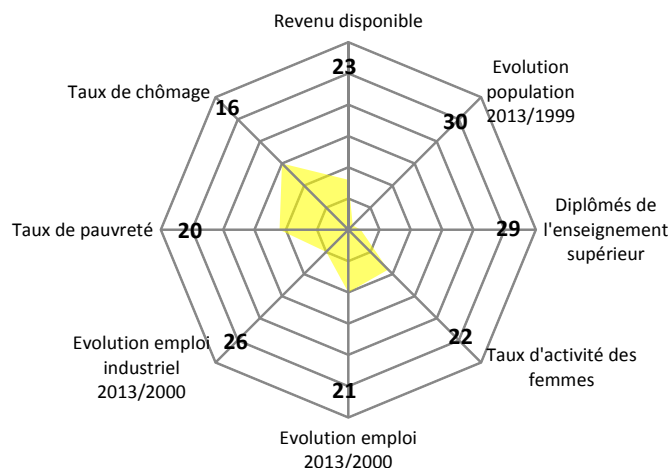 Revenu disponible
23
Evolution
population
2013/1999
30
Taux de chômage
16
Taux de pauvreté
20
29
Diplômés de
l'enseignement
supérieur
Evolution emploi
industriel
2013/2000
26
22
Taux d'activité des
femmes
21
Evolution emploi
2013/2000